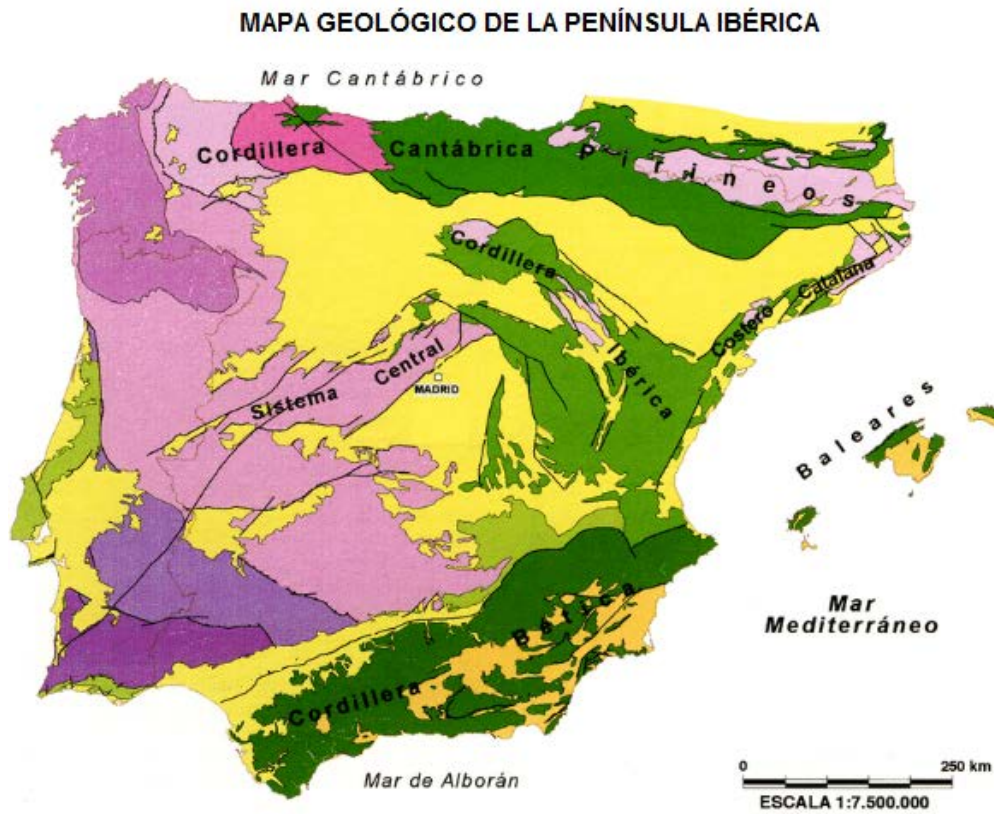 MAPA GEOLÓGICO DE LA PENÍNSULA IBÉRICA
Mar Cantábrico
Cordillera Cantábrica
Pirineos
Cordillera Ibérica
Costero Catalana
Sistema Central
MADRID
Baleares
Cordillera Bética
Mar Mediterráneo
Mar de Alborán
0 250 km
ESCALA 1:7.500.000